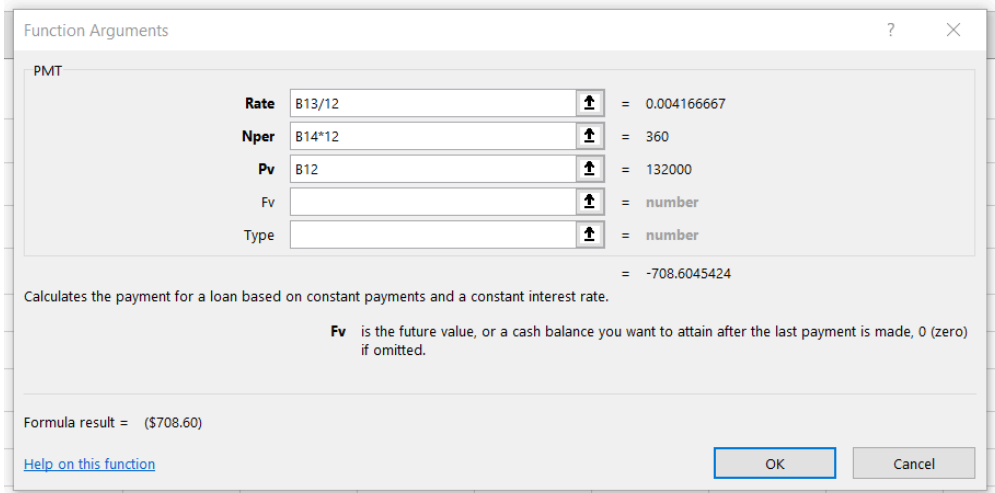 Function Arguments ? ×
PMT
Rate B13/12 = 0.004166667
Nper B14*12 = 360
Pv B12 = 132000
Fv = number
Type = number
= -708.6045424
Calculates the payment for a loan based on constant payments and a constant interest rate.
Fv is the future value, or a cash balance you want to attain after the last payment is made, 0 (zero)
if omitted.
Formula result = ($708.60)
Help on this function OK Cancel